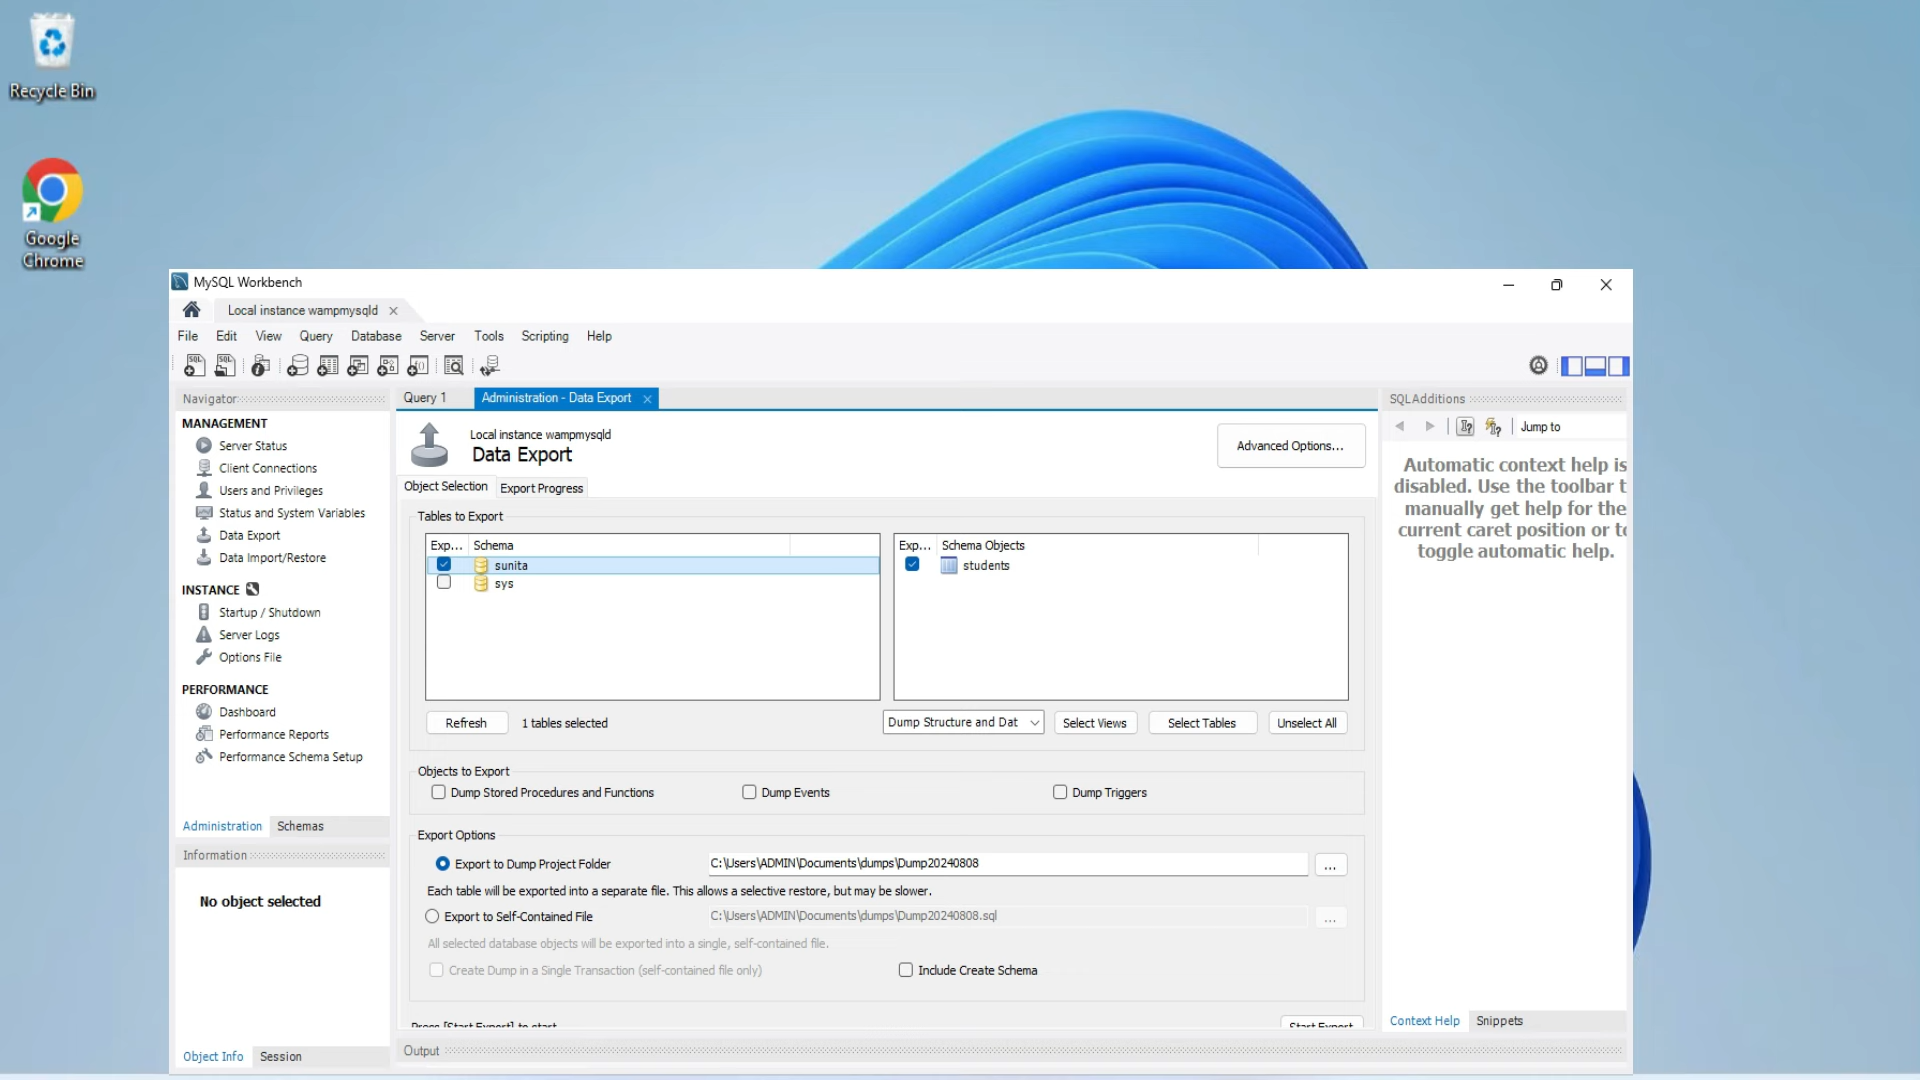 Recycle Bin
Google
Chrome
MySQL Workbench
Local instance wampmysqld
File Edit View Query Database Server Tools Scripting Help
Navigator
MANAGEMENT
Server Status
Client Connections
Users and Privileges
Status and System Variables
Data Export
Data Import/Restore
INSTANCE
Startup / Shutdown
Server Logs
Options File
PERFORMANCE
Dashboard
Performance Reports
Performance Schema Setup
Administration Schemas
Information
No object selected
Object Info Session
Query 1 Administration - Data Export
Local instance wampmysqld
Data Export
Advanced Options...
Object Selection Export Progress
Tables to Export
Exp... Schema
sunita
sys
Exp... Schema Objects
students
Refresh 1 tables selected
Dump Structure and Dat Select Views Select Tables Unselect All
Objects to Export
Dump Stored Procedures and Functions Dump Events Dump Triggers
Export Options
Export to Dump Project Folder C:\Users\ADMIN\Documents\dumps\Dump20240808 ...
Each table will be exported into a separate file. This allows a selective restore, but may be slower.
Export to Self-Contained File C:\Users\ADMIN\Documents\dumps\Dump20240808.sql ...
All selected database objects will be exported into a single, self-contained file.
Create Dump in a Single Transaction (self-contained file only) Include Create Schema
Press [Start Export] to start... Start Export
Output
SQLAdditions
Jump to
Automatic context help is
disabled. Use the toolbar t
manually get help for the
current caret position or to
toggle automatic help.
Context Help Snippets